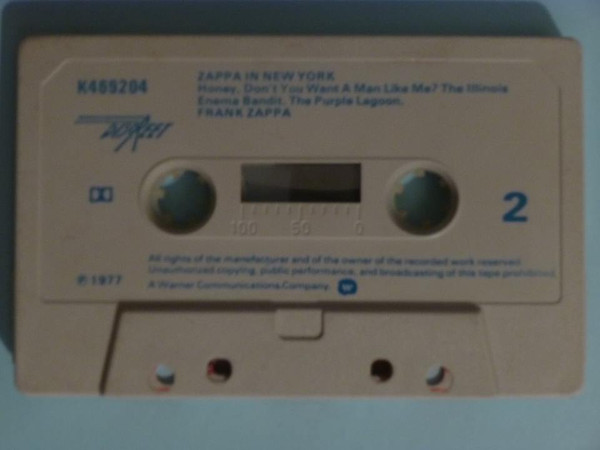 ZAPPA IN NEW YORK
K469204
Honey, Don't You Want A Man Like Me? The Illinois
Enema Bandit. The Purple Lagoon.
FRANK ZAPPA
DISCREET
2
100 50 0
All rights of the manufacturer and of the owner of the recorded work reserved.
Unauthorized copying, public performance, and broadcasting of this tape prohibited.
℗ 1977
A Warner Communications Company.